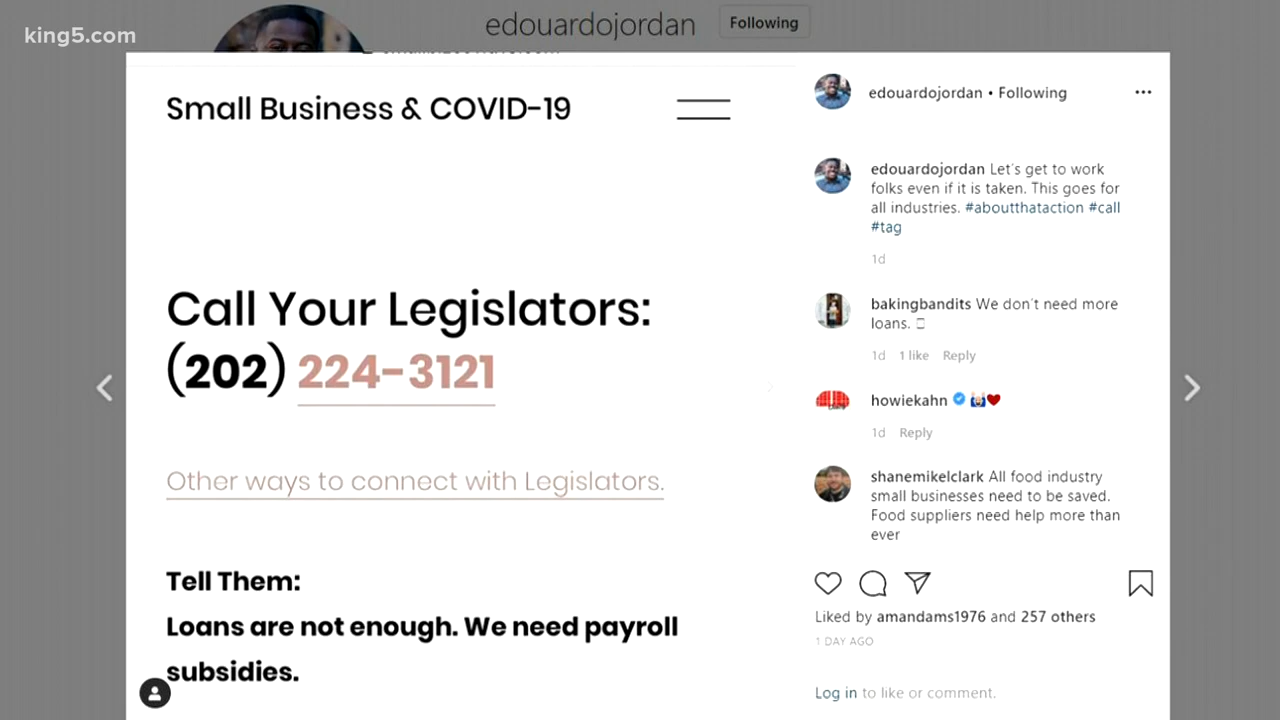 king5.com
edouardojordan
Following
Small Business & COVID-19
Call Your Legislators:
(202) 224-3121
Other ways to connect with Legislators.
Tell Them:
Loans are not enough. We need payroll
subsidies.
edouardojordan • Following
edouardojordan Let's get to work
folks even if it is taken. This goes for
all industries. #aboutthataction #call
#tag
1d
bakingbandits We don't need more
loans.
1d 1 like Reply
howiekahn
1d Reply
shanemikelclark All food industry
small businesses need to be saved.
Food suppliers need help more than
ever
Liked by amandams1976 and 257 others
1 DAY AGO
Log in to like or comment.